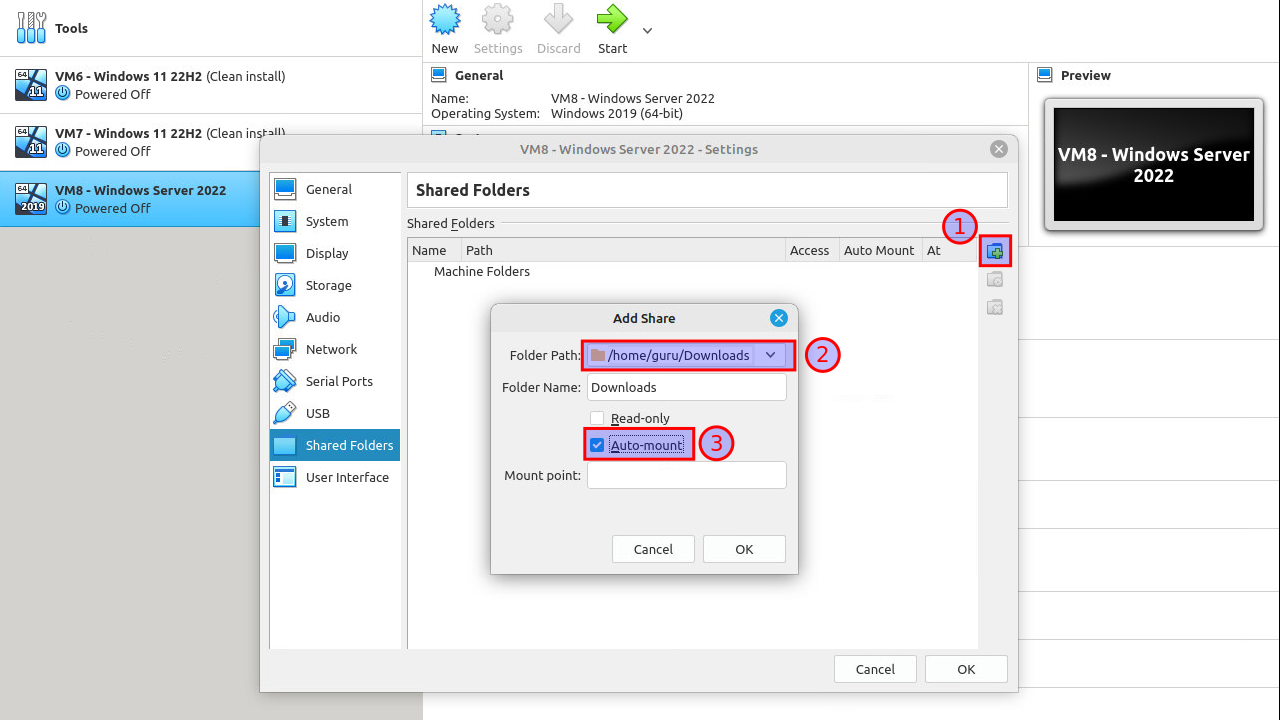 Tools
VM6 - Windows 11 22H2 (Clean install)
Powered Off
VM7 - Windows 11 22H2 (Clean install)
Powered Off
VM8 - Windows Server 2022
Powered Off
64
11
64
11
64
2019
New
Settings
Discard
Start
General
Name: VM8 - Windows Server 2022
Operating System: Windows 2019 (64-bit)
Preview
VM8 - Windows Server
2022
VM8 - Windows Server 2022 - Settings
General
System
Display
Storage
Audio
Network
Serial Ports
USB
Shared Folders
User Interface
Shared Folders
Shared Folders
1
Name Path Access Auto Mount At
Machine Folders
Add Share
Folder Path: /home/guru/Downloads
2
Folder Name: Downloads
Read-only
Auto-mount
3
Mount point:
Cancel OK
Cancel OK